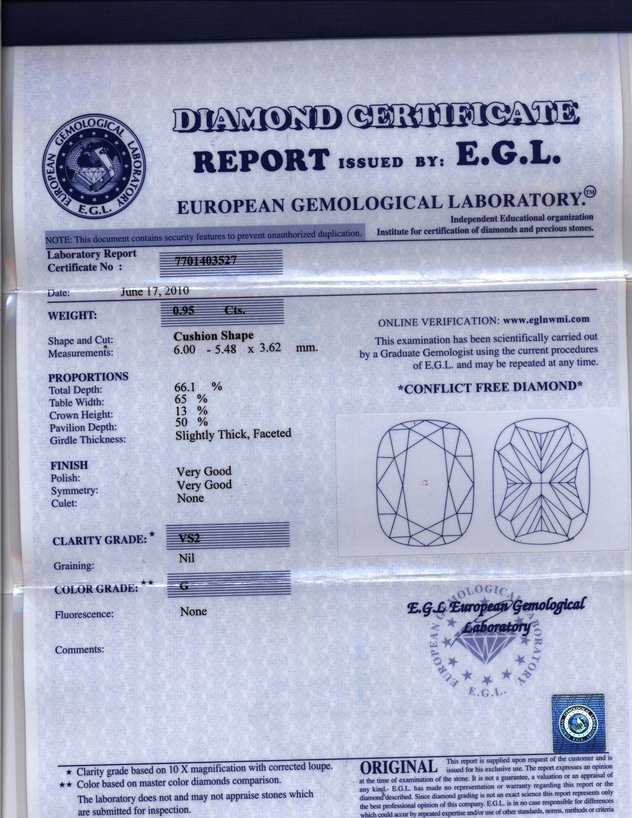 EUROPEAN GEMOLOGICAL LABORATORY
E.G.L.
DIAMOND CERTIFICATE
REPORT ISSUED BY: E.G.L.
EUROPEAN GEMOLOGICAL LABORATORY.™
Independent Educational organization
Institute for certification of diamonds and precious stones.
NOTE: This document contains security features to prevent unauthorized duplication.
Laboratory Report
Certificate No : 7701403527
Date: June 17, 2010
WEIGHT: 0.95 Cts.
Shape and Cut: Cushion Shape
Measurements: 6.00 - 5.48 x 3.62 mm.
PROPORTIONS
Total Depth: 66.1 %
Table Width: 65 %
Crown Height: 13 %
Pavilion Depth: 50 %
Girdle Thickness: Slightly Thick, Faceted
FINISH
Polish: Very Good
Symmetry: Very Good
Culet: None
CLARITY GRADE: * VS2
Graining: Nil
COLOR GRADE: ** G
Fluorescence: None
Comments:
ONLINE VERIFICATION: www.eglnwmi.com
This examination has been scientifically carried out
by a Graduate Gemologist using the current procedures
of E.G.L. and may be repeated at any time.
*CONFLICT FREE DIAMOND*
E.G.L European Gemological
Laboratory
EUROPEAN GEMOLOGICAL LABORATORY
E.G.L.
★ Clarity grade based on 10 X magnification with corrected loupe.
★★ Color based on master color diamonds comparison.
The laboratory does not and may not appraise stones which
are submitted for inspection.
ORIGINAL This report is supplied upon request of the customer and is
issued for his exclusive use. The report expresses an opinion
at the time of examination of the stone. It is not a guarantee, a valuation or an appraisal of
any kind.- E.G.L. has made no representation or warranty regarding this report or the
diamond described. Since diamond grading is not an exact science this report represents only
the best professional opinion of this company. E.G.L. is in no case responsible for differences
which could occur by repeated expertise and/or use of other standards, norms, methods or criteria